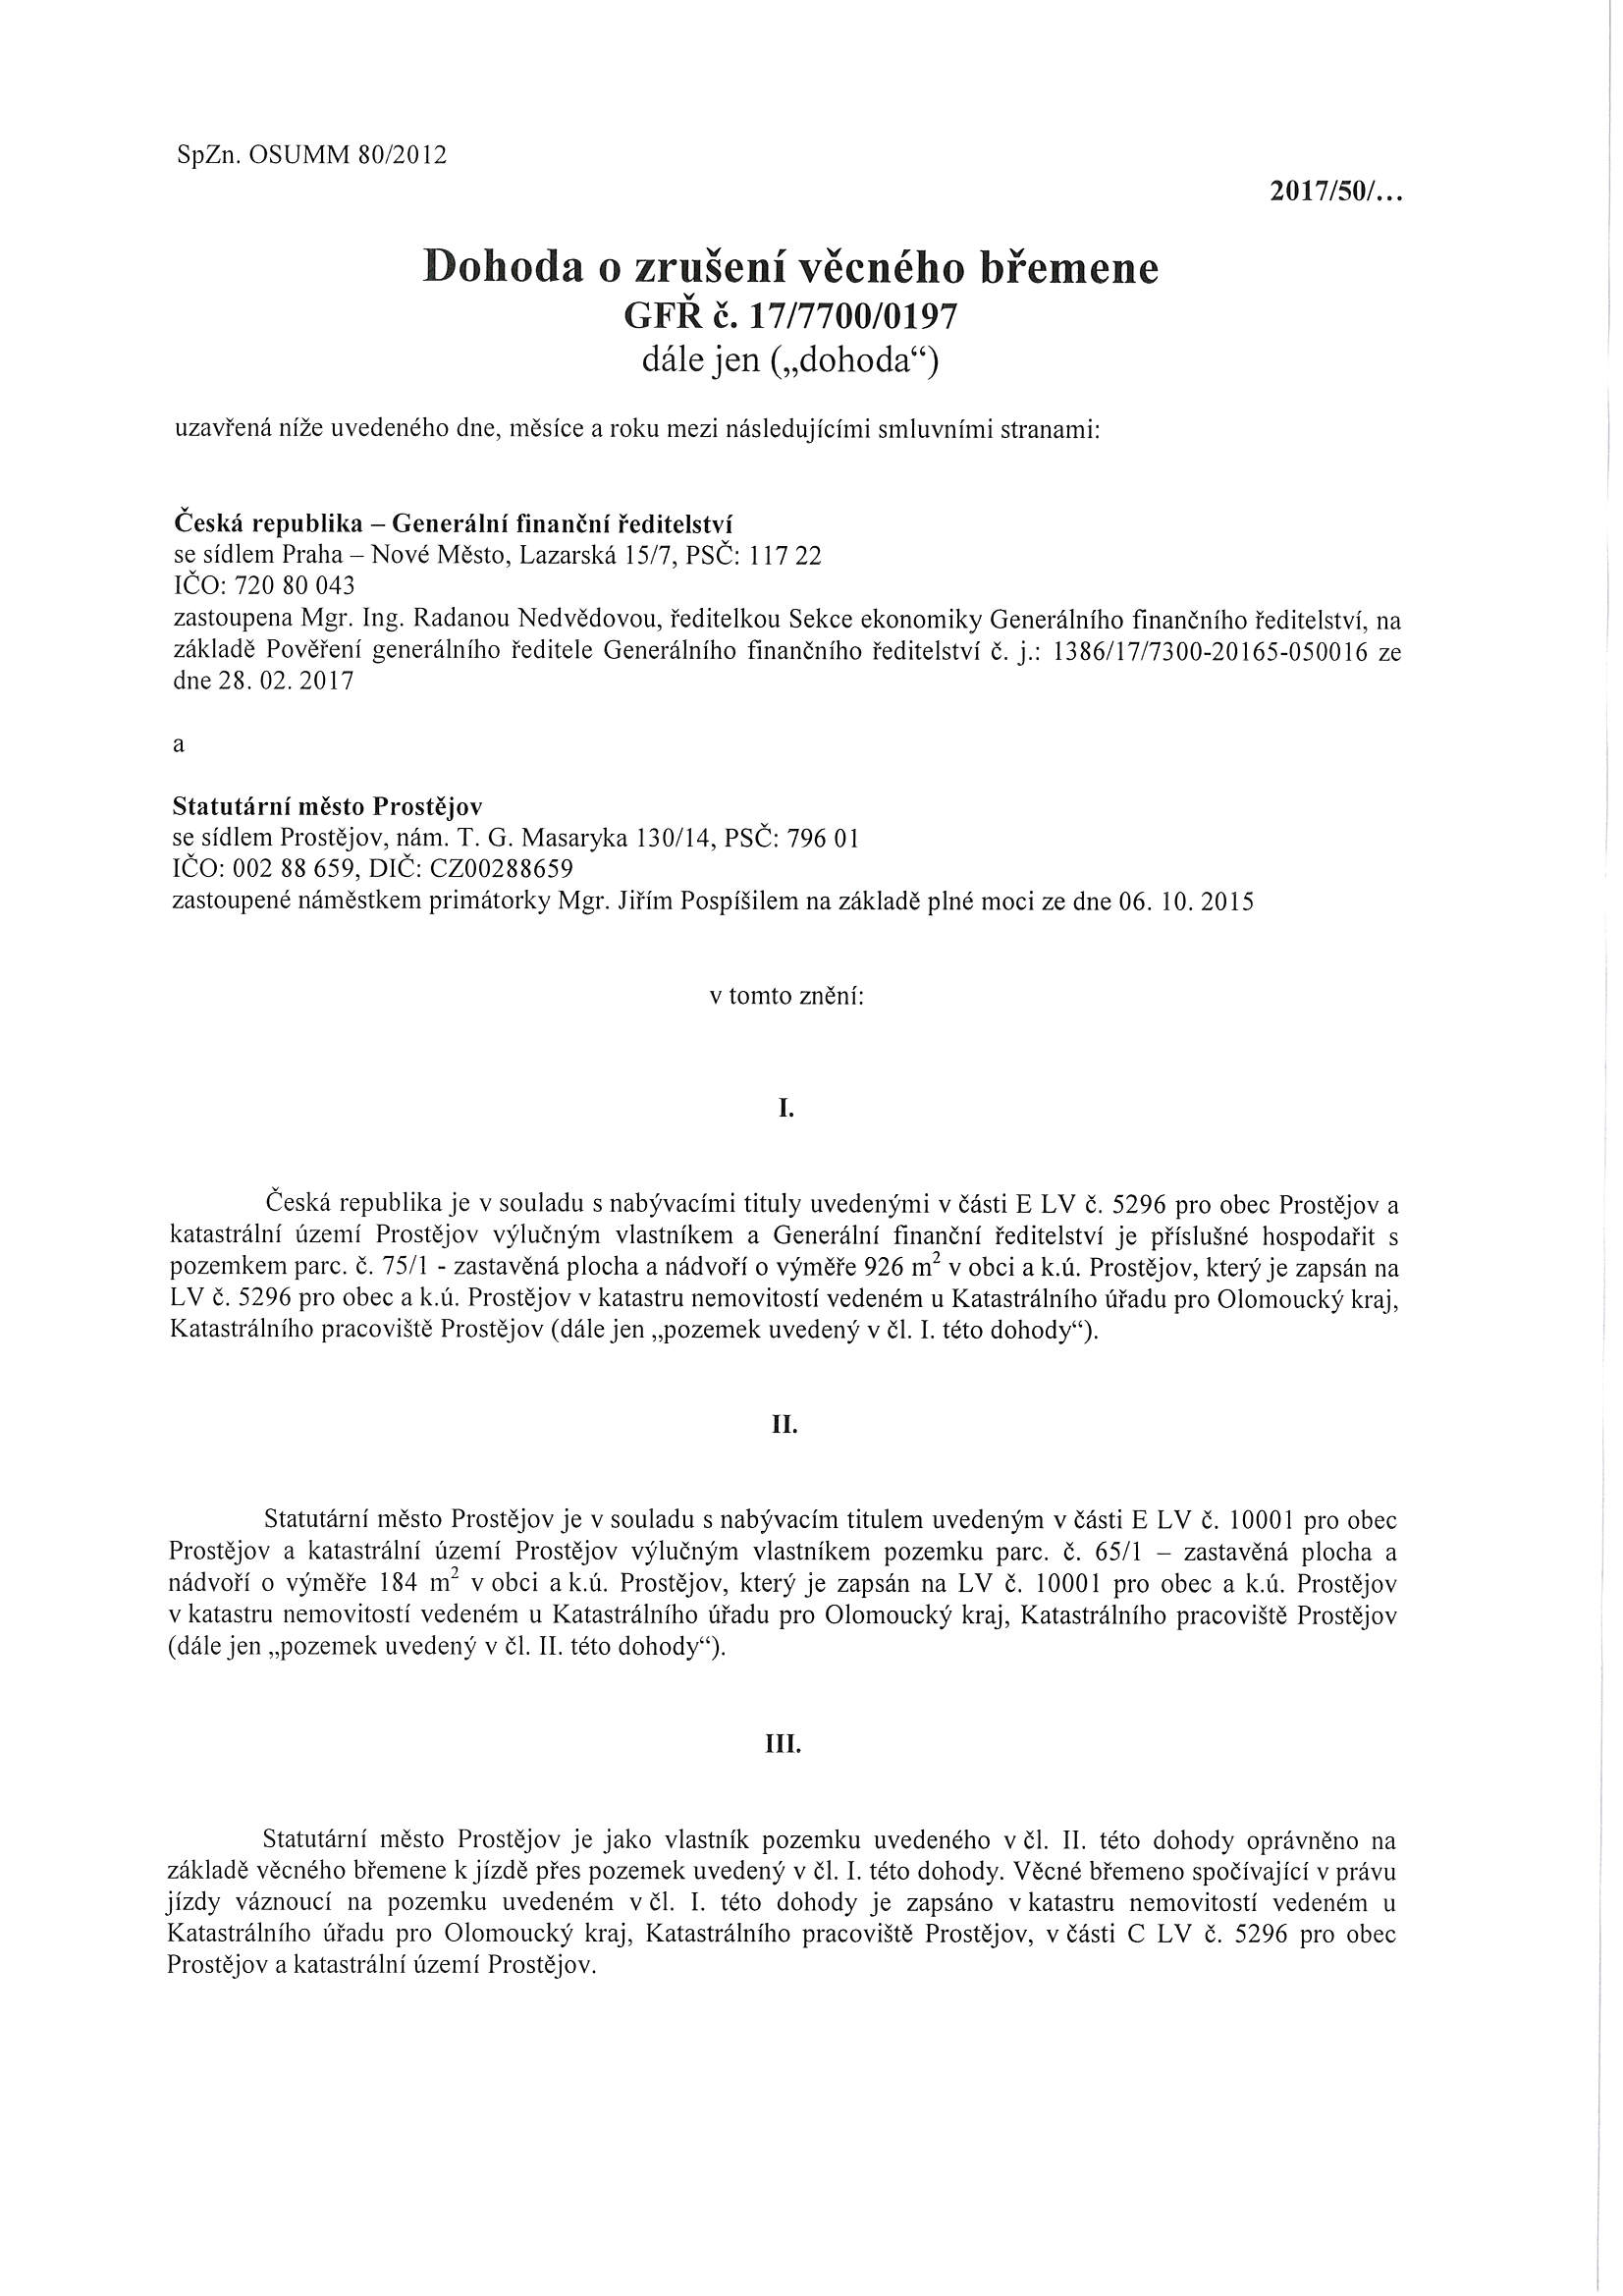 SpZn. OSUMM 80/2012
2017/50/...
Dohoda o zrušení věcného břemene
GFŘ č. 17/7700/0197
dále jen („dohoda“)
uzavřená níže uvedeného dne, měsíce a roku mezi následujícími smluvními stranami:
Česká republika – Generální finanční ředitelství
se sídlem Praha – Nové Město, Lazarská 15/7, PSČ: 117 22
IČO: 720 80 043
zastoupena Mgr. Ing. Radanou Nedvědovou, ředitelkou Sekce ekonomiky Generálního finančního ředitelství, na
základě Pověření generálního ředitele Generálního finančního ředitelství č. j.: 1386/17/7300-20165-050016 ze
dne 28. 02. 2017
a
Statutární město Prostějov
se sídlem Prostějov, nám. T. G. Masaryka 130/14, PSČ: 796 01
IČO: 002 88 659, DIČ: CZ00288659
zastoupené náměstkem primátorky Mgr. Jiřím Pospíšilem na základě plné moci ze dne 06. 10. 2015
v tomto znění:
I.
Česká republika je v souladu s nabývacími tituly uvedenými v části E LV č. 5296 pro obec Prostějov a
katastrální území Prostějov výlučným vlastníkem a Generální finanční ředitelství je příslušné hospodařit s
pozemkem parc. č. 75/1 - zastavěná plocha a nádvoří o výměře 926 m² v obci a k.ú. Prostějov, který je zapsán na
LV č. 5296 pro obec a k.ú. Prostějov v katastru nemovitostí vedeném u Katastrálního úřadu pro Olomoucký kraj,
Katastrálního pracoviště Prostějov (dále jen „pozemek uvedený v čl. I. této dohody“).
II.
Statutární město Prostějov je v souladu s nabývacím titulem uvedeným v části E LV č. 10001 pro obec
Prostějov a katastrální území Prostějov výlučným vlastníkem pozemku parc. č. 65/1 – zastavěná plocha a
nádvoří o výměře 184 m² v obci a k.ú. Prostějov, který je zapsán na LV č. 10001 pro obec a k.ú. Prostějov
v katastru nemovitostí vedeném u Katastrálního úřadu pro Olomoucký kraj, Katastrálního pracoviště Prostějov
(dále jen „pozemek uvedený v čl. II. této dohody“).
III.
Statutární město Prostějov je jako vlastník pozemku uvedeného v čl. II. této dohody oprávněno na
základě věcného břemene k jízdě přes pozemek uvedený v čl. I. této dohody. Věcné břemeno spočívající v právu
jízdy váznoucí na pozemku uvedeném v čl. I. této dohody je zapsáno v katastru nemovitostí vedeném u
Katastrálního úřadu pro Olomoucký kraj, Katastrálního pracoviště Prostějov, v části C LV č. 5296 pro obec
Prostějov a katastrální území Prostějov.